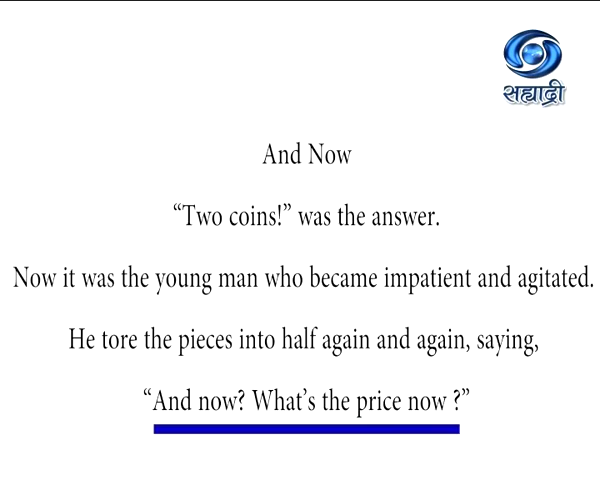 सह्याद्री
And Now
“Two coins!” was the answer.
Now it was the young man who became impatient and agitated.
He tore the pieces into half again and again, saying,
“And now? What’s the price now ?”